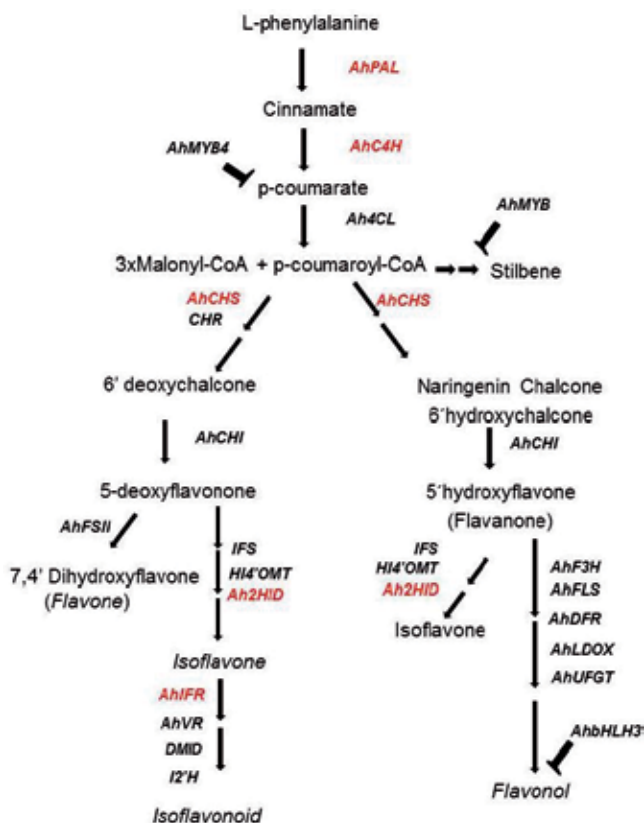 L-phenylalanine
AhPAL
Cinnamate
AhC4H
AhMYB4
p-coumarate
Ah4CL
AhMYB
3xMalonyl-CoA + p-coumaroyl-CoA
Stilbene
AhCHS
CHR
AhCHS
6' deoxychalcone
Naringenin Chalcone
6'hydroxychalcone
AhCHI
AhCHI
5-deoxyflavonone
5'hydroxyflavone
(Flavanone)
AhFSII
7,4' Dihydroxyflavone
(Flavone)
IFS
HI4'OMT
Ah2HID
IFS
HI4'OMT
Ah2HID
Isoflavone
AhF3H
AhFLS
AhDFR
AhLDOX
AhUFGT
Isoflavone
AhIFR
AhVR
DMID
I2'H
Isoflavonoid
AhbHLH3
Flavonol